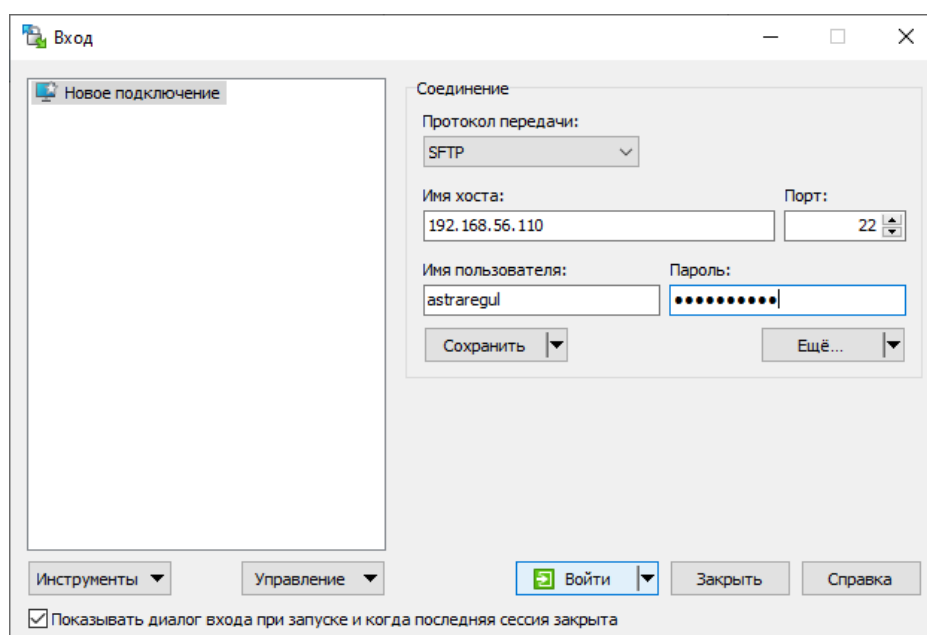 Вход
Новое подключение
Соединение
Протокол передачи:
SFTP
Имя хоста:
Порт:
192.168.56.110
22
Имя пользователя:
Пароль:
astraregul
••••••••••
Сохранить
Ещё...
Инструменты
Управление
Войти
Закрыть
Справка
Показывать диалог входа при запуске и когда последняя сессия закрыта